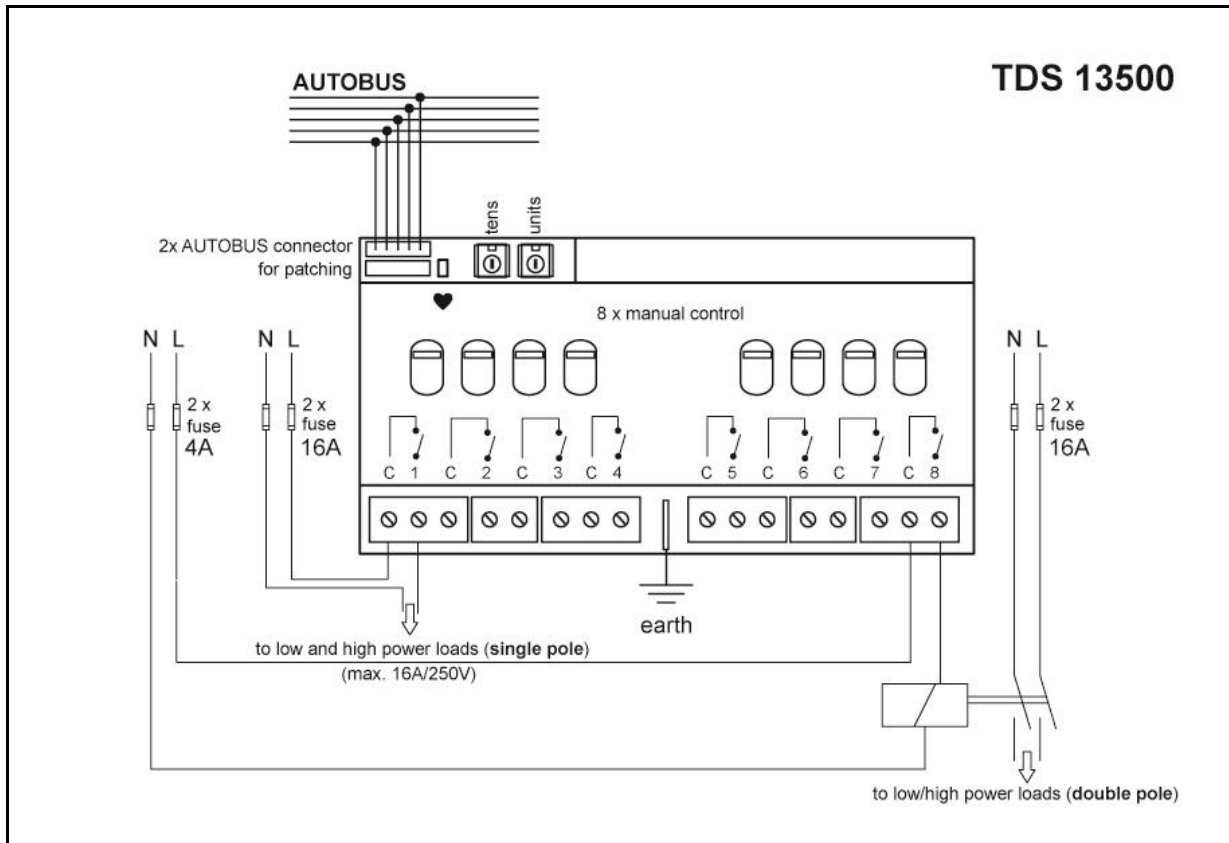 TDS 13500
AUTOBUS
tens
units
2x AUTOBUS connector
for patching
8 x manual control
N L
2 x
fuse
4A
N L
2 x
fuse
16A
N L
2 x
fuse
16A
C 1 C 2 C 3 C 4 C 5 C 6 C 7 C 8
earth
to low and high power loads (single pole)
(max. 16A/250V)
to low/high power loads (double pole)